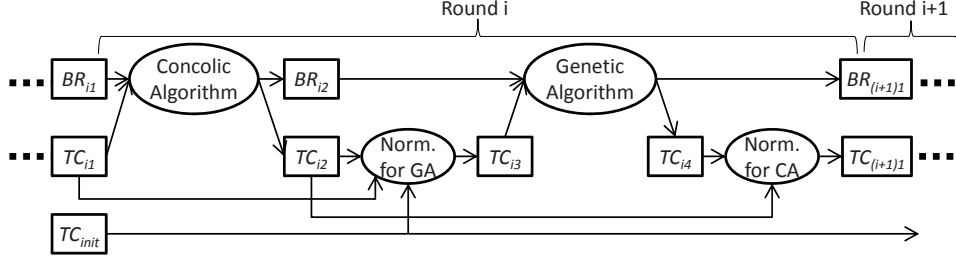 Round i
Round i+1
BR_{i1}
Concolic
Algorithm
BR_{i2}
Genetic
Algorithm
BR_{(i+1)1}
TC_{i1}
TC_{i2}
Norm.
for GA
TC_{i3}
TC_{i4}
Norm.
for CA
TC_{(i+1)1}
TC_{init}